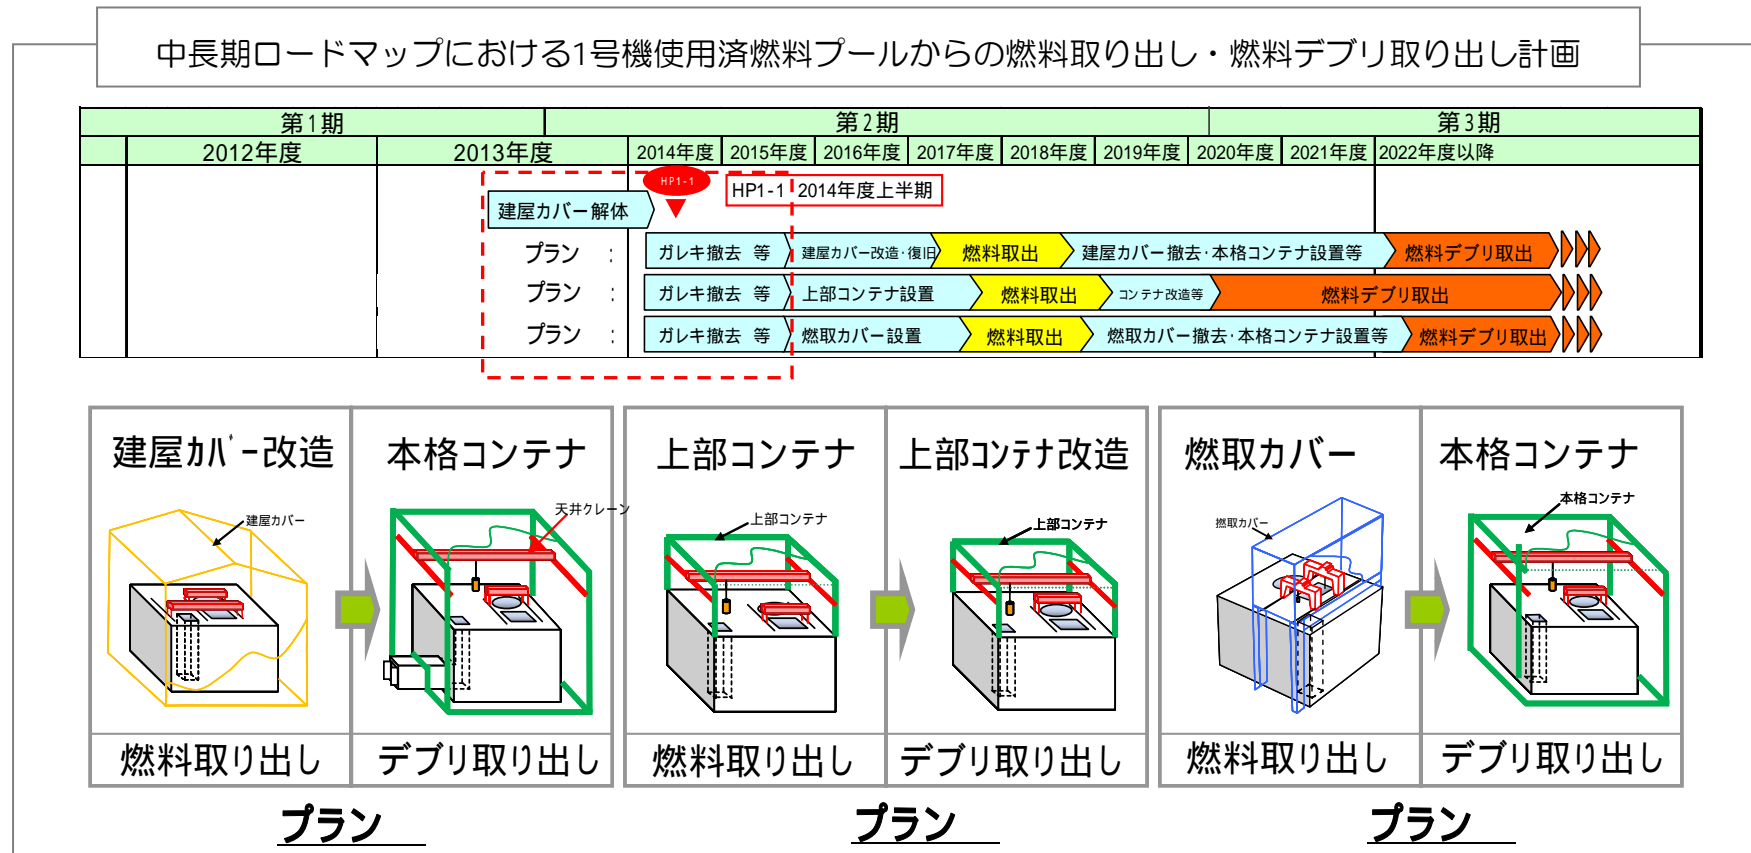 中長期ロードマップにおける1号機使用済燃料プールからの燃料取り出し・燃料デブリ取り出し計画
第1期 第2期 第3期
2012年度 2013年度 2014年度 2015年度 2016年度 2017年度 2018年度 2019年度 2020年度 2021年度 2022年度以降
HP1-1
HP1-1 2014年度上半期
建屋カバー解体
プラン : ガレキ撤去 等 建屋カバー改造・復旧 燃料取出 建屋カバー撤去・本格コンテナ設置等 燃料デブリ取出
プラン : ガレキ撤去 等 上部コンテナ設置 燃料取出 コンテナ改造等 燃料デブリ取出
プラン : ガレキ撤去 等 燃取カバー設置 燃料取出 燃取カバー撤去・本格コンテナ設置等 燃料デブリ取出
建屋ｶﾊﾞｰ改造 本格コンテナ 上部コンテナ 上部ｺﾝﾃﾅ改造 燃取カバー 本格コンテナ
建屋カバー
天井クレーン
上部コンテナ
上部コンテナ
燃取カバー
本格コンテナ
燃料取り出し デブリ取り出し 燃料取り出し デブリ取り出し 燃料取り出し デブリ取り出し
プラン プラン プラン